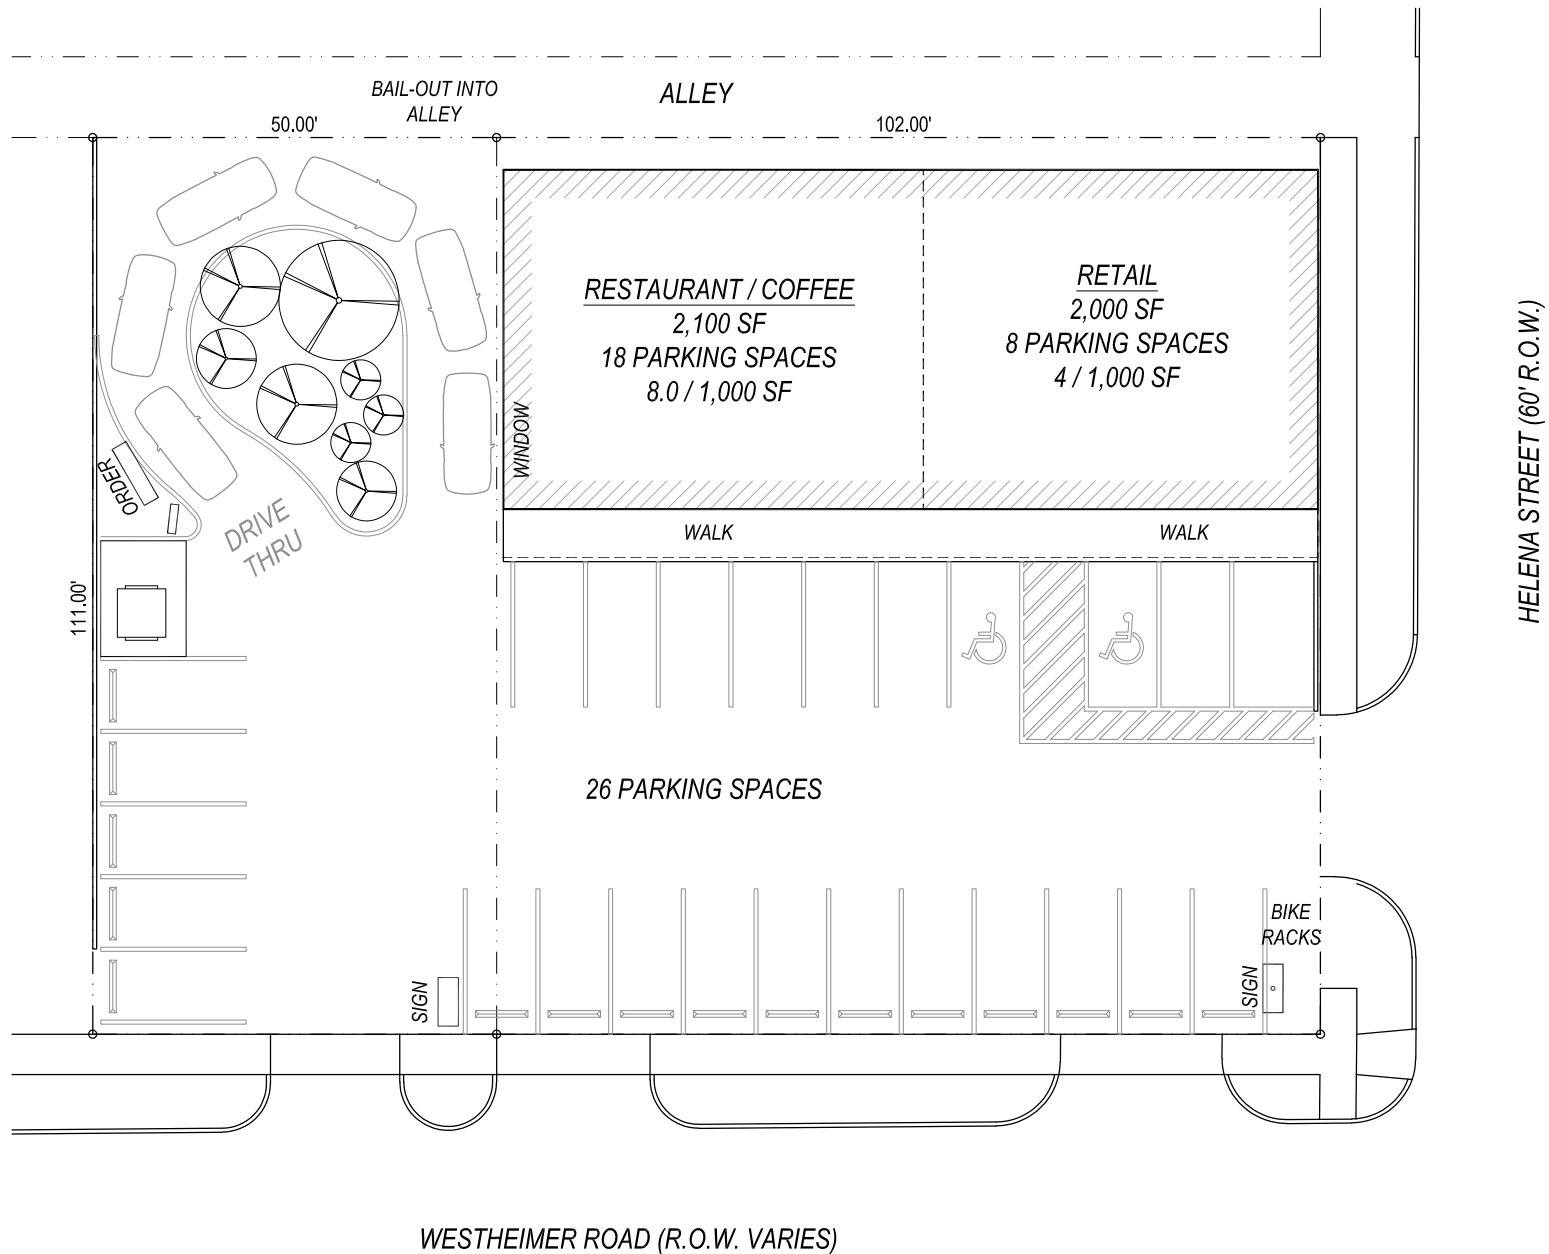 BAIL-OUT INTO
ALLEY
ALLEY
50.00'
102.00'
RESTAURANT / COFFEE
2,100 SF
18 PARKING SPACES
8.0 / 1,000 SF
RETAIL
2,000 SF
8 PARKING SPACES
4 / 1,000 SF
WINDOW
ORDER
DRIVE
THRU
WALK
WALK
111.00'
HELENA STREET (60' R.O.W.)
26 PARKING SPACES
BIKE
RACKS
SIGN
SIGN
WESTHEIMER ROAD (R.O.W. VARIES)